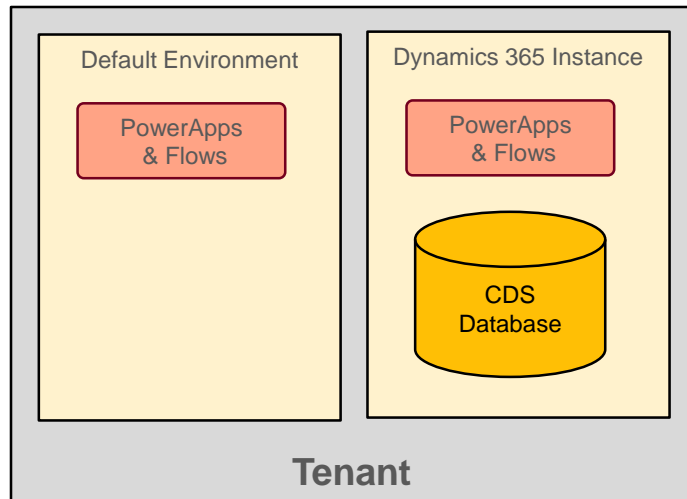 Default Environment
PowerApps
& Flows
Dynamics 365 Instance
PowerApps
& Flows
CDS
Database
Tenant